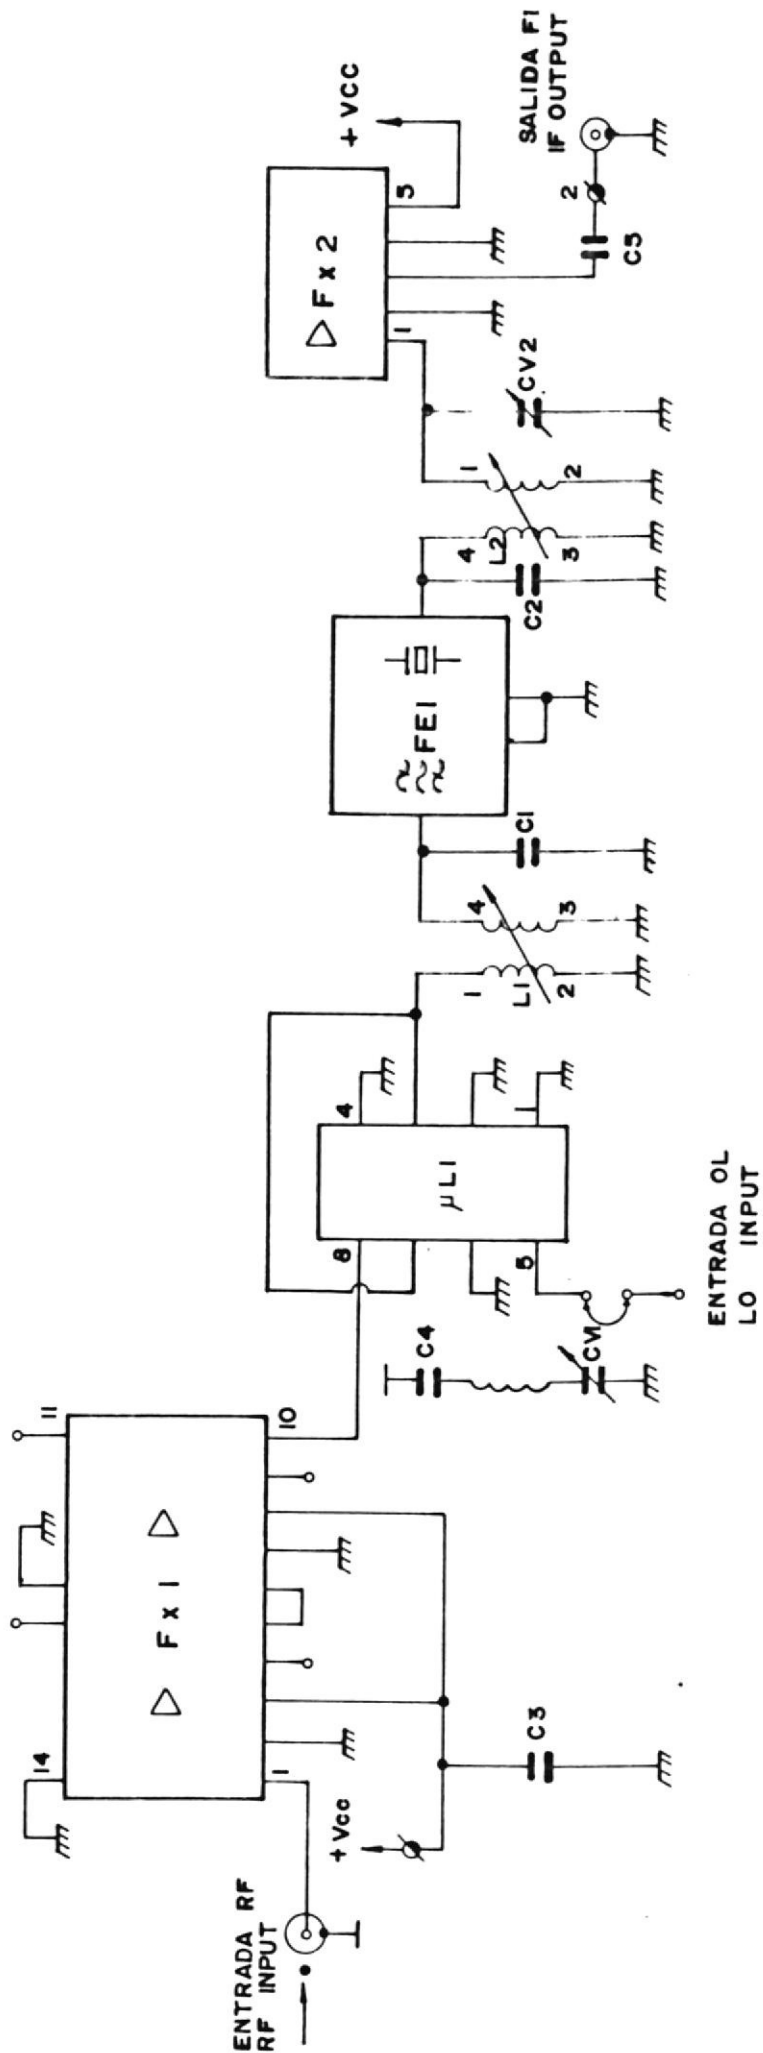 ENTRADA RF
RF INPUT
14
11
▷ Fx1 ▷
1
10
+Vcc
C3
C4
CV1
8
4
μL1
5
1
ENTRADA OL
LO INPUT
1
4
L1
2
3
C1
FE1
C2
4
1
L2
3
2
CV2
▷ Fx2
1
5
+VCC
C5
2
SALIDA FI
IF OUTPUT